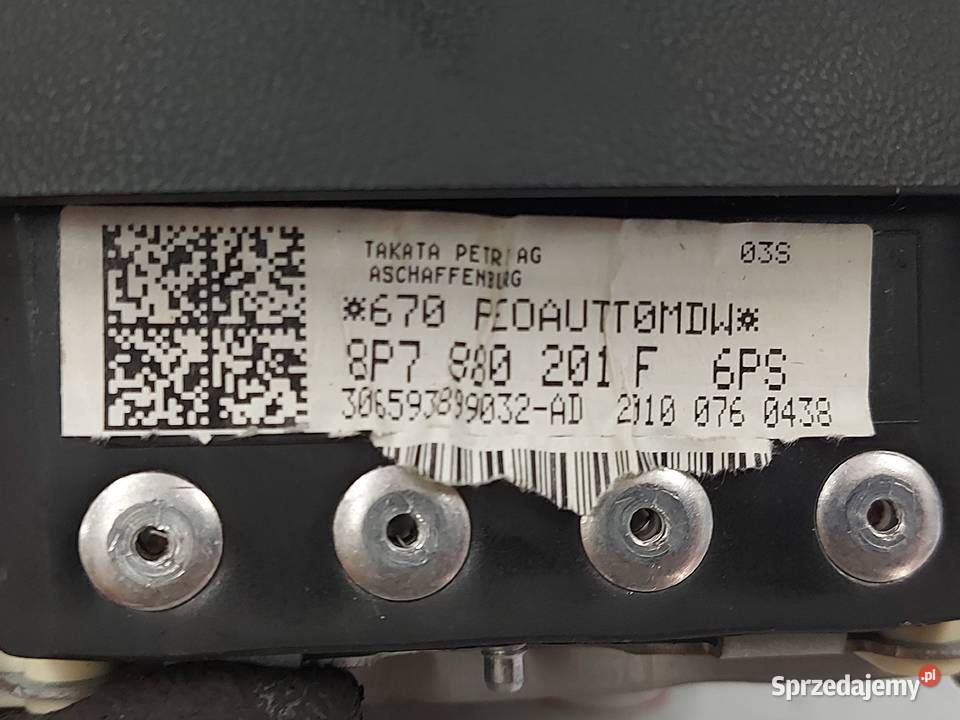 TAKATA PETRI AG 03S
ASCHAFFENBURG
*670 PEOAUTT0MDW*
8P7 880 201 F 6PS
306593899032-AD 2010 076 0438
Sprzedajemy.pl